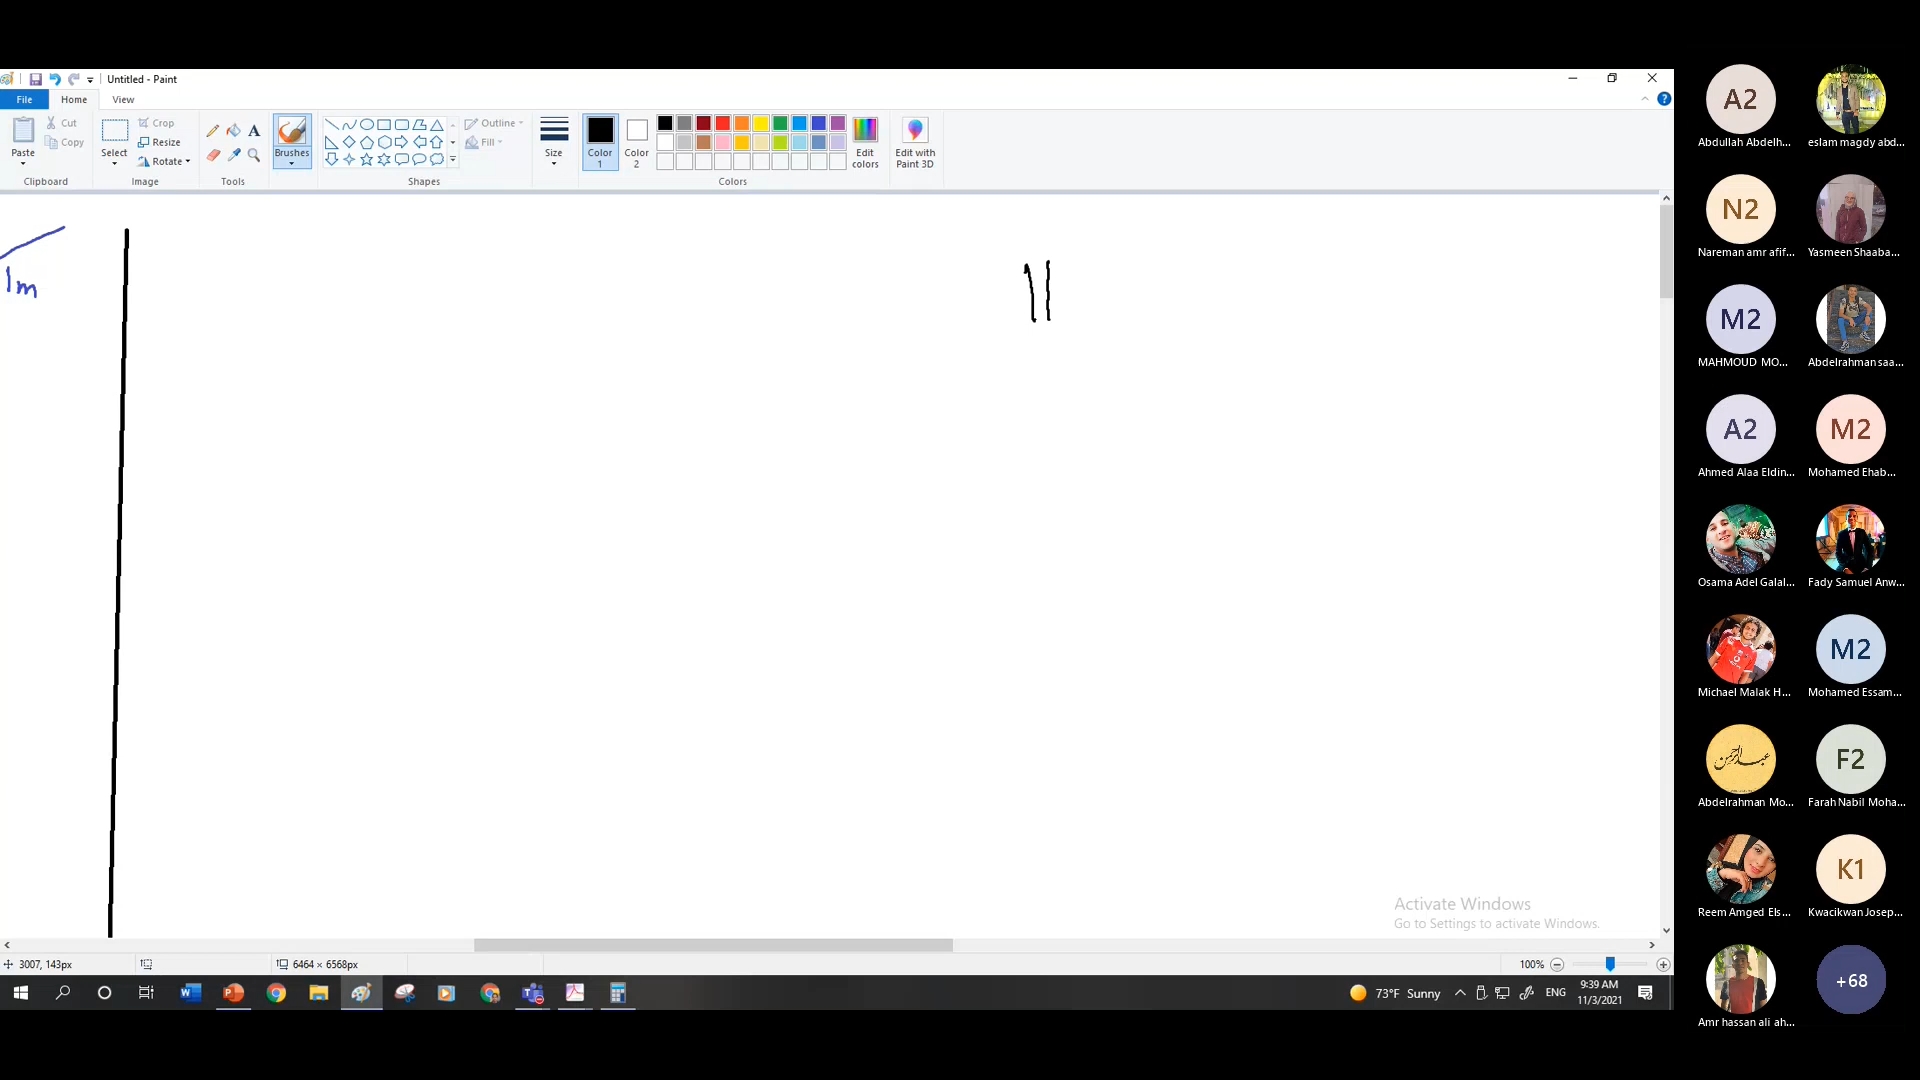 Untitled - Paint
File Home View
Paste
Cut
Copy
Clipboard
Select
Crop
Resize
Rotate
Image
A
Tools
Brushes
Outline
Fill
Shapes
Size
Color 1
Color 2
Edit colors
Colors
Edit with Paint 3D
1m
Activate Windows
Go to Settings to activate Windows.
3007, 143px
6464 × 6568px
100%
73°F Sunny
ENG
9:39 AM
11/3/2021
A2
Abdullah Abdelh...
eslam magdy abd...
N2
Nareman amr afif...
Yasmeen Shaaba...
M2
MAHMOUD MO...
Abdelrahman saa...
A2
Ahmed Alaa Eldin...
M2
Mohamed Ehab...
Osama Adel Galal...
Fady Samuel Anw...
Michael Malak H...
M2
Mohamed Essam...
عبدالرحمن
Abdelrahman Mo...
F2
Farah Nabil Moha...
Reem Amged Els...
K1
Kwacikwan Josep...
Amr hassan ali ah...
+68